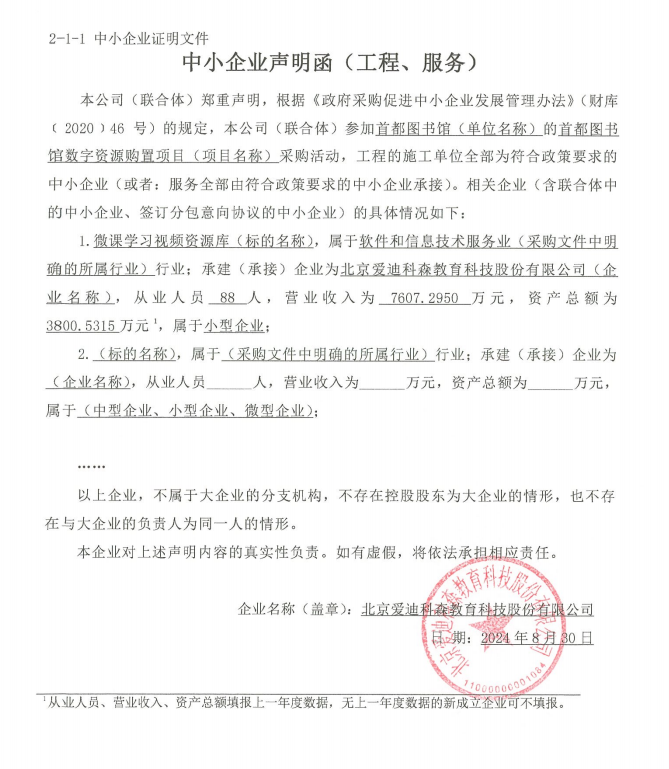 2-1-1 中小企业证明文件
中小企业声明函（工程、服务）
本公司（联合体）郑重声明，根据《政府采购促进中小企业发展管理办法》（财库
﹝2020﹞46 号）的规定，本公司（联合体）参加首都图书馆（单位名称）的首都图书
馆数字资源购置项目（项目名称）采购活动，工程的施工单位全部为符合政策要求的
中小企业（或者：服务全部由符合政策要求的中小企业承接）。相关企业（含联合体中
的中小企业、签订分包意向协议的中小企业）的具体情况如下：
1.微课学习视频资源库（标的名称），属于软件和信息技术服务业（采购文件中明
确的所属行业）行业；承建（承接）企业为北京爱迪科森教育科技股份有限公司（企
业名称），从业人员 88 人，营业收入为 7607.2950 万元，资产总额为
3800.5315 万元¹，属于小型企业；
2.（标的名称），属于（采购文件中明确的所属行业）行业；承建（承接）企业为
（企业名称），从业人员______人，营业收入为______万元，资产总额为______万元，
属于（中型企业、小型企业、微型企业）；
……
以上企业，不属于大企业的分支机构，不存在控股股东为大企业的情形，也不存
在与大企业的负责人为同一人的情形。
本企业对上述声明内容的真实性负责。如有虚假，将依法承担相应责任。
企业名称（盖章）：北京爱迪科森教育科技股份有限公司
日 期：2024 年 8 月 30 日
北京爱迪科森教育科技股份有限公司
11000000001084
¹从业人员、营业收入、资产总额填报上一年度数据，无上一年度数据的新成立企业可不填报。